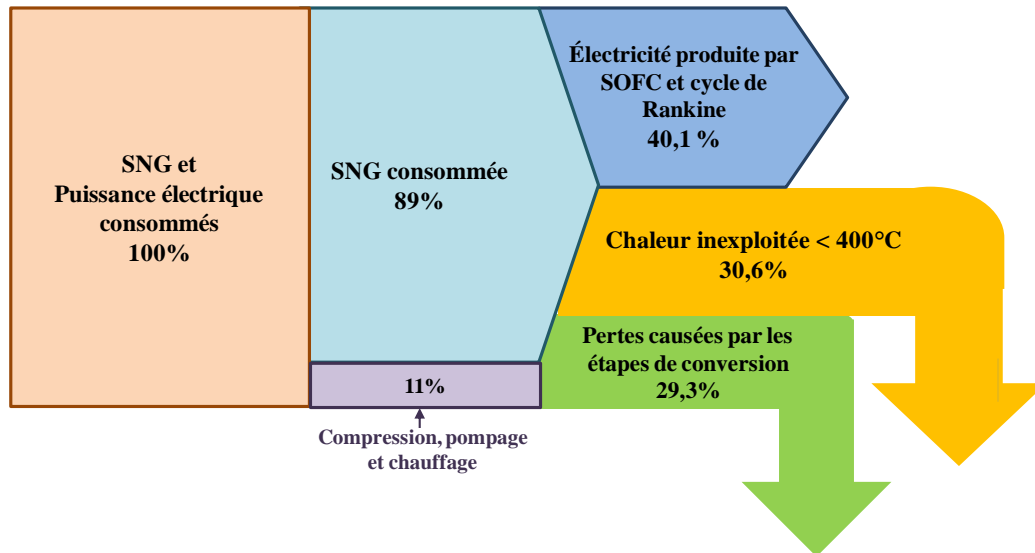 SNG et
Puissance électrique
consommés
100%
SNG consommée
89%
11%
Compression, pompage
et chauffage
Électricité produite par
SOFC et cycle de
Rankine
40,1 %
Chaleur inexploitée < 400°C
30,6%
Pertes causées par les
étapes de conversion
29,3%